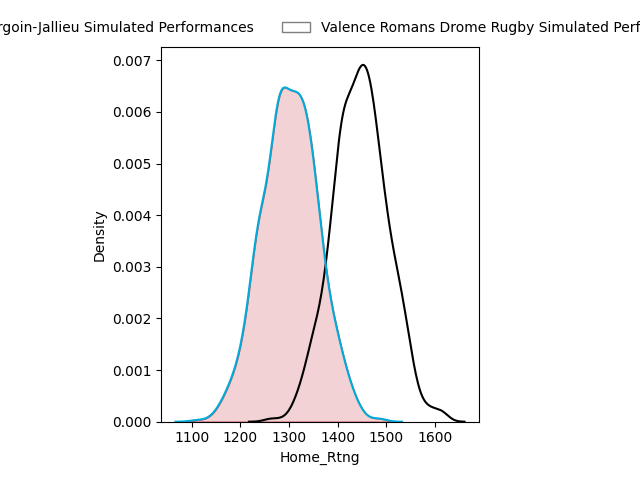 rgoin-Jallieu Simulated Performances Valence Romans Drome Rugby Simulated Perf
0.007
0.006
0.005
0.004
0.003
0.002
0.001
0.000
Density
1100 1200 1300 1400 1500 1600
Home_Rtng